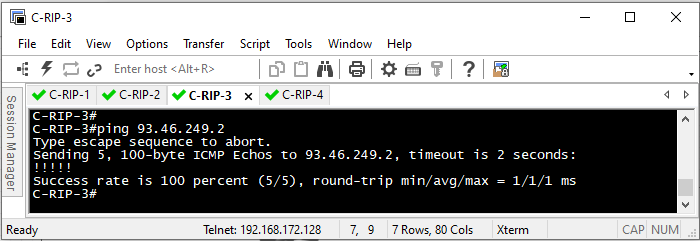 C-RIP-3
File Edit View Options Transfer Script Tools Window Help
Enter host <Alt+R>
Session Manager
C-RIP-1 C-RIP-2 C-RIP-3 C-RIP-4
C-RIP-3#
C-RIP-3#ping 93.46.249.2
Type escape sequence to abort.
Sending 5, 100-byte ICMP Echos to 93.46.249.2, timeout is 2 seconds:
!!!!!
Success rate is 100 percent (5/5), round-trip min/avg/max = 1/1/1 ms
C-RIP-3#
Ready Telnet: 192.168.172.128 7, 9 7 Rows, 80 Cols Xterm CAP NUM